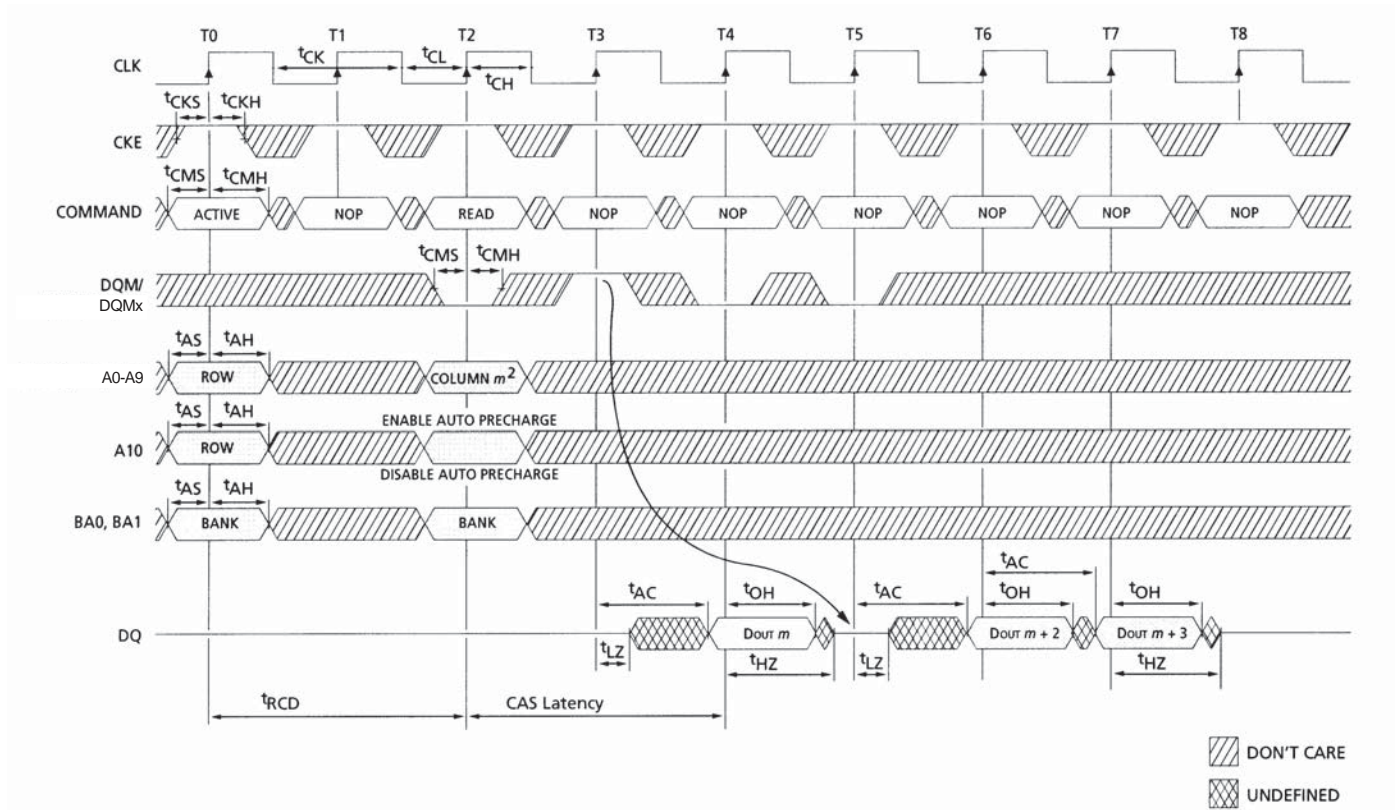 T0 T1 T2 T3 T4 T5 T6 T7 T8
CLK
tCK tCL
tCH
tCKS tCKH
CKE
tCMS tCMH
COMMAND ACTIVE NOP READ NOP NOP NOP NOP NOP NOP
tCMS tCMH
DQM/
DQMx
tAS tAH
A0-A9 ROW COLUMN m2
tAS tAH ENABLE AUTO PRECHARGE
A10 ROW
DISABLE AUTO PRECHARGE
tAS tAH
BA0, BA1 BANK BANK
tAC
tAC tOH tAC tOH tOH
DQ DOUT m DOUT m + 2 DOUT m + 3
tLZ tHZ tLZ tHZ
tRCD CAS Latency
DON'T CARE
UNDEFINED